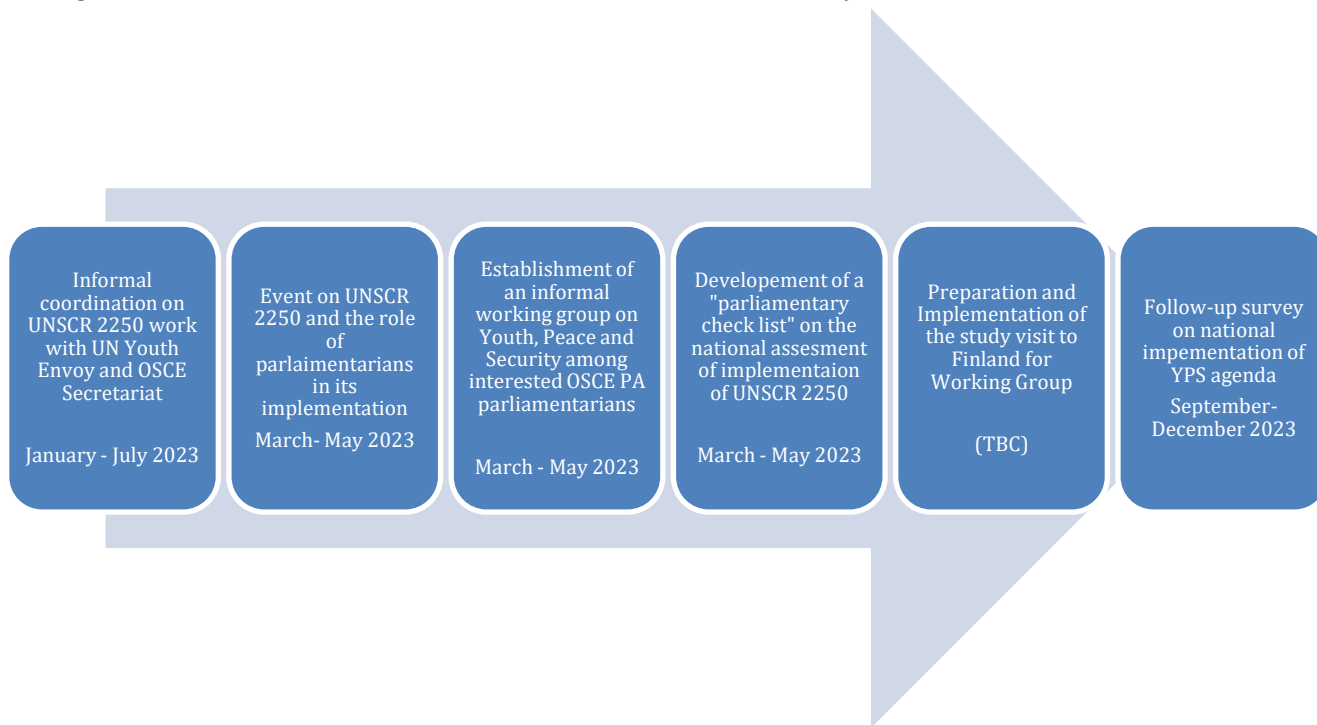 Informal
coordination on
UNSCR 2250 work
with UN Youth
Envoy and OSCE
Secretariat
January - July 2023
Event on UNSCR
2250 and the role
of
parlaimentarians
in its
implementation
March- May 2023
Establishment of
an informal
working group on
Youth, Peace and
Security among
interested OSCE PA
parliamentarians
March - May 2023
Developement of a
"parliamentary
check list" on the
national assesment
of implementaion
of UNSCR 2250
March - May 2023
Preparation and
Implementation of
the study visit to
Finland for
Working Group
(TBC)
Follow-up survey
on national
impementation of
YPS agenda
September-
December 2023